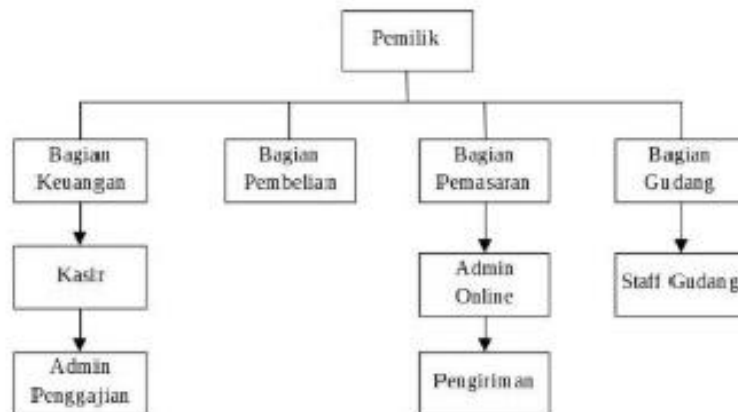 Pemilik
Bagian
Keuangan
Bagian
Pembelian
Bagian
Pemasaran
Bagian
Gudang
Kasir
Admin
Online
Staff Gudang
Admin
Penggajian
Pengiriman